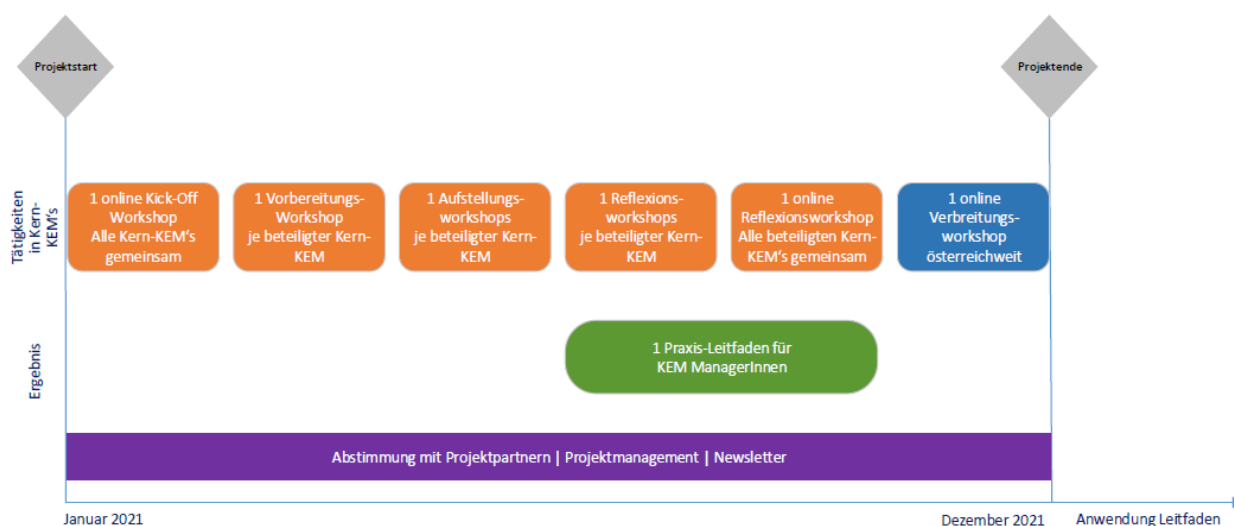 Projektstart
Projektende
Tätigkeiten
in Kern-
KEM's
1 online Kick-Off
Workshop
Alle Kern-KEM's
gemeinsam
1 Vorbereitungs-
Workshop
je beteiligter Kern-
KEM
1 Aufstellungs-
workshops
je beteiligter Kern-
KEM
1 Reflexions-
workshops
je beteiligter Kern-
KEM
1 online
Reflexionsworkshop
Alle beteiligten Kern-
KEM's gemeinsam
1 online
Verbreitungs-
workshop
österreichweit
Ergebnis
1 Praxis-Leitfaden für
KEM ManagerInnen
Abstimmung mit Projektpartnern | Projektmanagement | Newsletter
Januar 2021
Dezember 2021
Anwendung Leitfaden